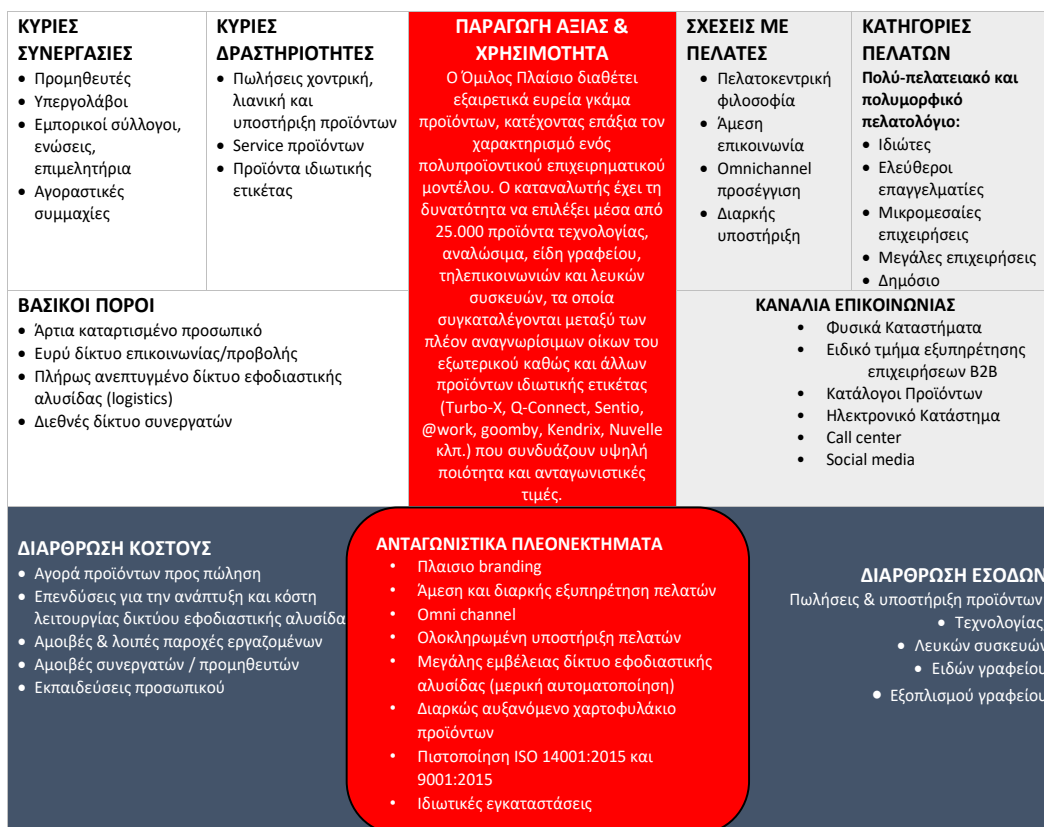 ΚΥΡΙΕΣ
ΣΥΝΕΡΓΑΣΙΕΣ
• Προμηθευτές
• Υπεργολάβοι
• Εμπορικοί σύλλογοι,
ενώσεις,
επιμελητήρια
• Αγοραστικές
συμμαχίες
ΚΥΡΙΕΣ
ΔΡΑΣΤΗΡΙΟΤΗΤΕΣ
• Πωλήσεις χοντρική,
λιανική και
υποστήριξη προϊόντων
• Service προϊόντων
• Προϊόντα ιδιωτικής
ετικέτας
ΠΑΡΑΓΩΓΗ ΑΞΙΑΣ &
ΧΡΗΣΙΜΟΤΗΤΑ
Ο Όμιλος Πλαίσιο διαθέτει
εξαιρετικά ευρεία γκάμα
προϊόντων, κατέχοντας επάξια τον
χαρακτηρισμό ενός
πολυπροϊοντικού επιχειρηματικού
μοντέλου. Ο καταναλωτής έχει τη
δυνατότητα να επιλέξει μέσα από
25.000 προϊόντα τεχνολογίας,
αναλώσιμα, είδη γραφείου,
τηλεπικοινωνιών και λευκών
συσκευών, τα οποία
συγκαταλέγονται μεταξύ των
πλέον αναγνωρίσιμων οίκων του
εξωτερικού καθώς και άλλων
προϊόντων ιδιωτικής ετικέτας
(Turbo-X, Q-Connect, Sentio,
@work, goomby, Kendrix, Nuvelle
κλπ.) που συνδυάζουν υψηλή
ποιότητα και ανταγωνιστικές
τιμές.
ΣΧΕΣΕΙΣ ΜΕ
ΠΕΛΑΤΕΣ
• Πελατοκεντρική
φιλοσοφία
• Άμεση
επικοινωνία
• Omnichannel
προσέγγιση
• Διαρκής
υποστήριξη
ΚΑΤΗΓΟΡΙΕΣ
ΠΕΛΑΤΩΝ
Πολύ-πελατειακό και
πολυμορφικό
πελατολόγιο:
• Ιδιώτες
• Ελεύθεροι
επαγγελματίες
• Μικρομεσαίες
επιχειρήσεις
• Μεγάλες επιχειρήσεις
• Δημόσιο
ΒΑΣΙΚΟΙ ΠΟΡΟΙ
• Άρτια καταρτισμένο προσωπικό
• Ευρύ δίκτυο επικοινωνίας/προβολής
• Πλήρως ανεπτυγμένο δίκτυο εφοδιαστικής
αλυσίδας (logistics)
• Διεθνές δίκτυο συνεργατών
ΚΑΝΑΛΙΑ ΕΠΙΚΟΙΝΩΝΙΑΣ
• Φυσικά Καταστήματα
• Ειδικό τμήμα εξυπηρέτησης
επιχειρήσεων B2B
• Κατάλογοι Προϊόντων
• Ηλεκτρονικό Κατάστημα
• Call center
• Social media
ΔΙΑΡΘΡΩΣΗ ΚΟΣΤΟΥΣ
• Αγορά προϊόντων προς πώληση
• Επενδύσεις για την ανάπτυξη και κόστη
λειτουργίας δικτύου εφοδιαστικής αλυσίδα
• Αμοιβές & λοιπές παροχές εργαζομένων
• Αμοιβές συνεργατών / προμηθευτών
• Εκπαιδεύσεις προσωπικού
ΑΝΤΑΓΩΝΙΣΤΙΚΑ ΠΛΕΟΝΕΚΤΗΜΑΤΑ
• Πλαισιο branding
• Άμεση και διαρκής εξυπηρέτηση πελατών
• Omni channel
• Ολοκληρωμένη υποστήριξη πελατών
• Μεγάλης εμβέλειας δίκτυο εφοδιαστικής
αλυσίδας (μερική αυτοματοποίηση)
• Διαρκώς αυξανόμενο χαρτοφυλάκιο
προϊόντων
• Πιστοποίηση ISO 14001:2015 και
9001:2015
• Ιδιωτικές εγκαταστάσεις
ΔΙΑΡΘΡΩΣΗ ΕΣΟΔΩΝ
Πωλήσεις & υποστήριξη προϊόντων
• Τεχνολογίας
• Λευκών συσκευών
• Ειδών γραφείου
• Εξοπλισμού γραφείου